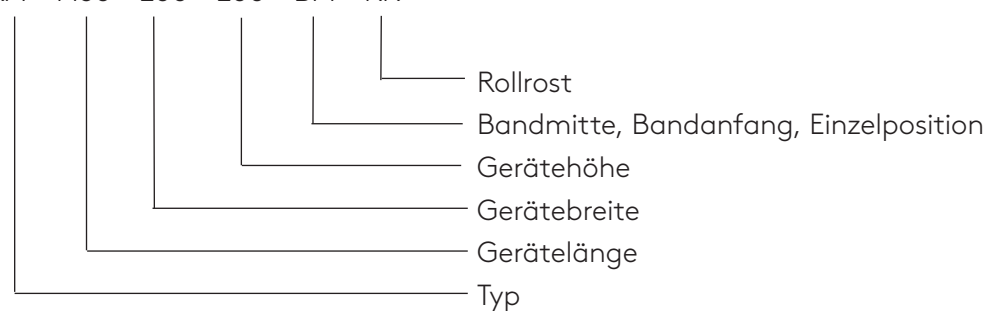 Rollrost
Bandmitte, Bandanfang, Einzelposition
Gerätehöhe
Gerätebreite
Gerätelänge
Typ